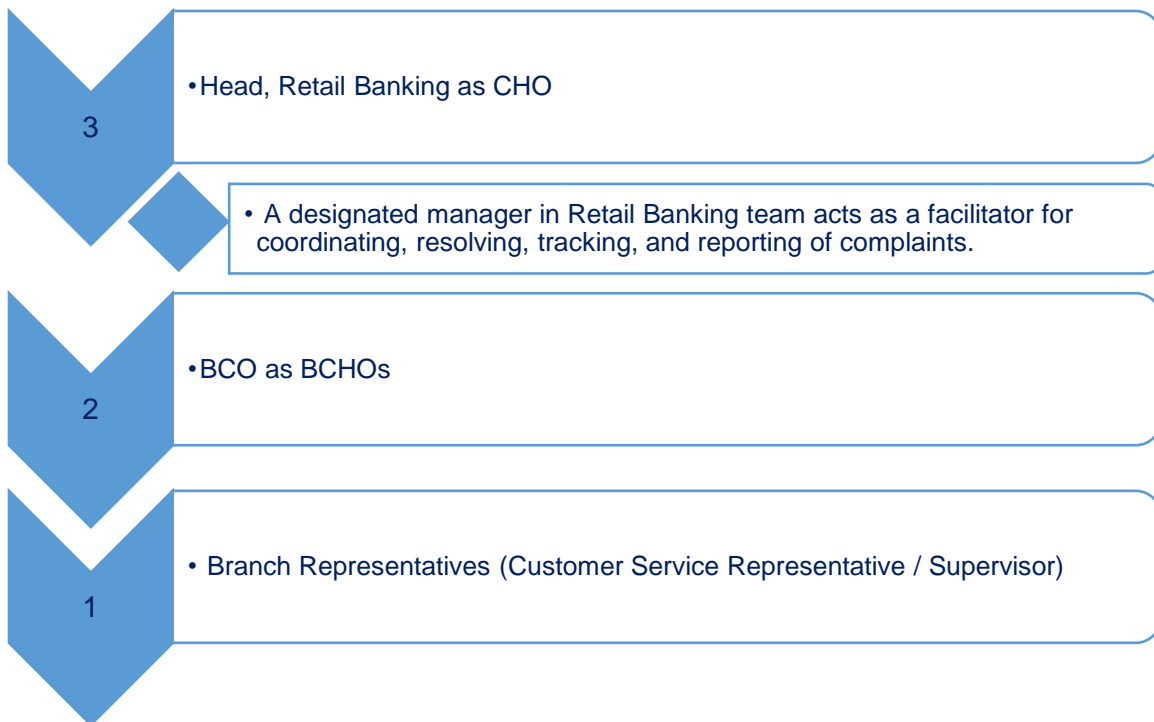 3
•Head, Retail Banking as CHO
• A designated manager in Retail Banking team acts as a facilitator for
coordinating, resolving, tracking, and reporting of complaints.
2
•BCO as BCHOs
1
• Branch Representatives (Customer Service Representative / Supervisor)